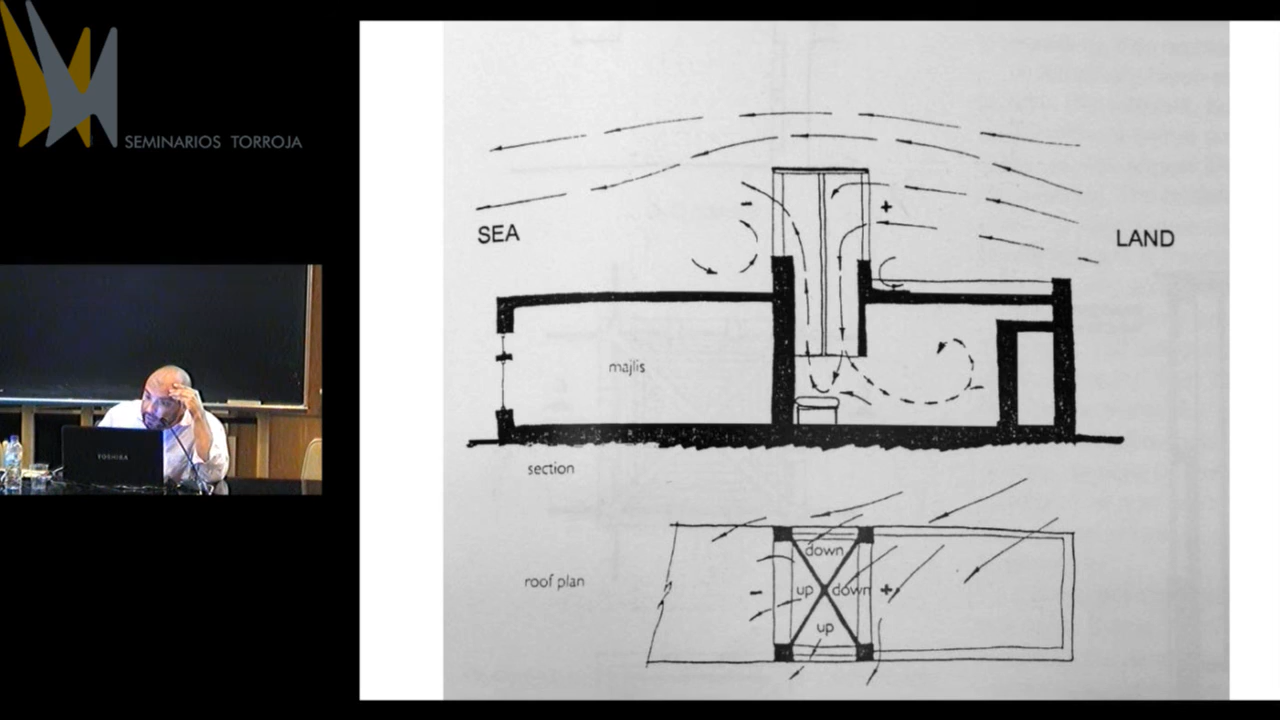 SEMINARIOS TORROJA
TOSHIBA
SEA
LAND
-
+
majlis
section
roof plan
down
-
up
down
+
up